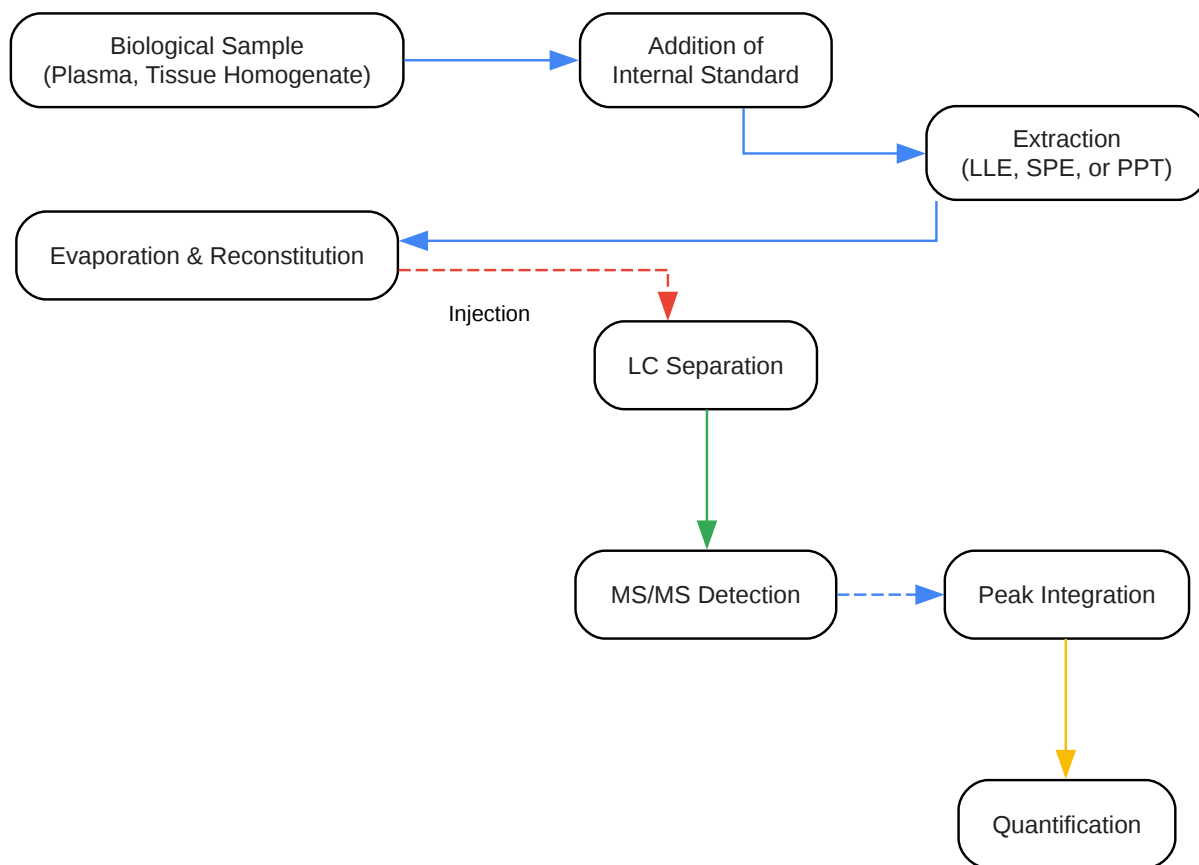 Biological Sample
(Plasma, Tissue Homogenate)
Addition of
Internal Standard
Extraction
(LLE, SPE, or PPT)
Evaporation & Reconstitution
Injection
LC Separation
MS/MS Detection
Peak Integration
Quantification